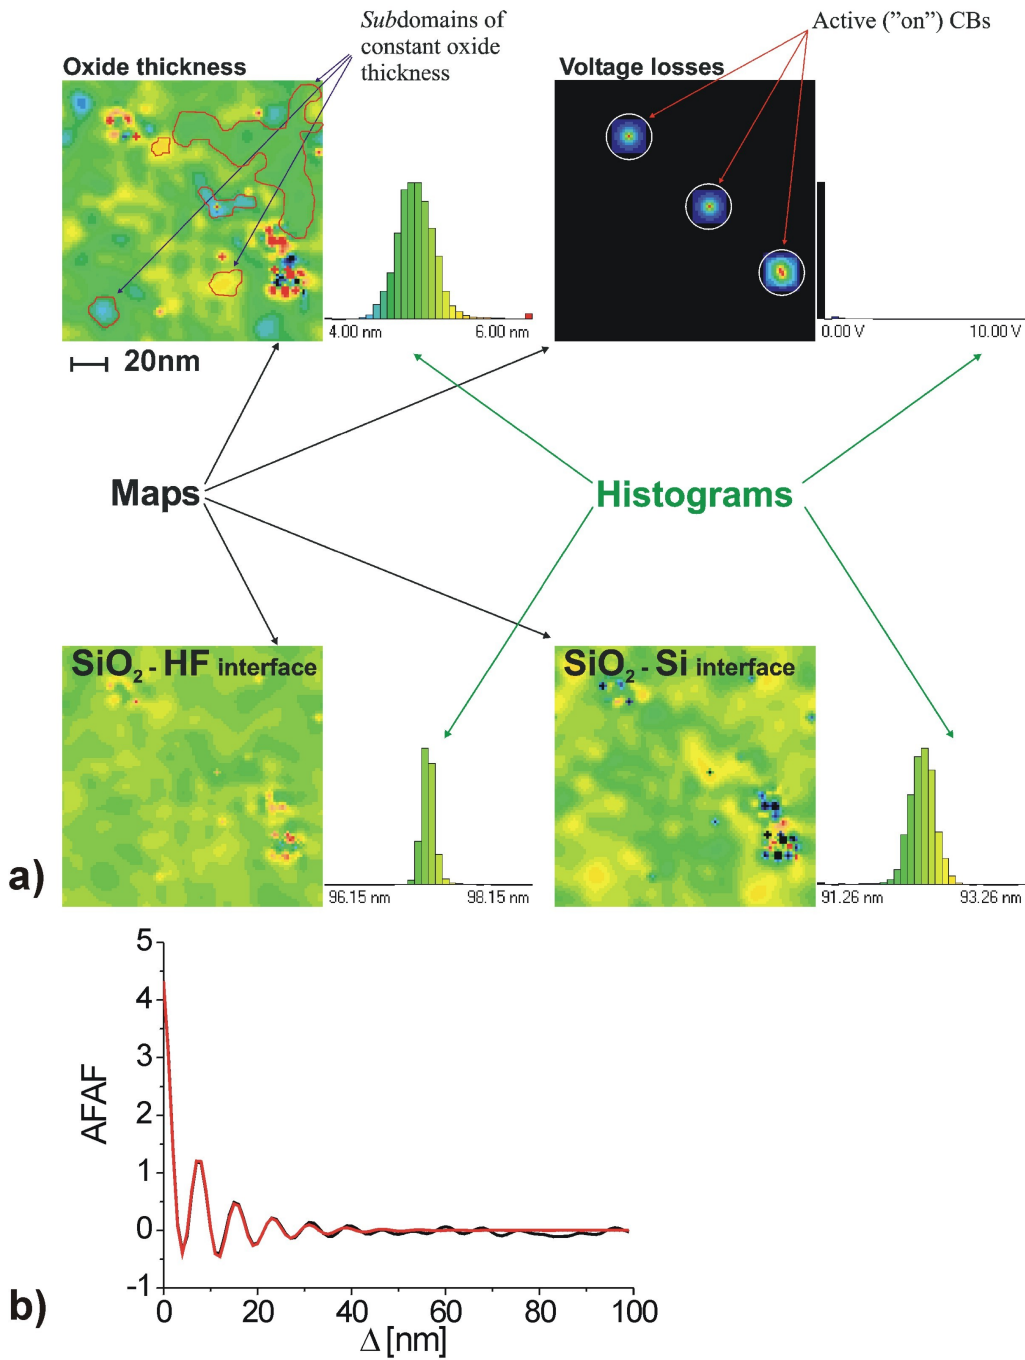 Subdomains of
constant oxide
thickness
Active ("on") CBs
Oxide thickness
Voltage losses
4.00 nm
6.00 nm
0.00 V
10.00 V
20nm
Maps
Histograms
SiO2 - HF interface
SiO2 - Si interface
96.15 nm
98.15 nm
91.26 nm
93.26 nm
a)
5
4
3
2
1
0
-1
AFAF
0
20
40
60
80
100
Δ [nm]
b)